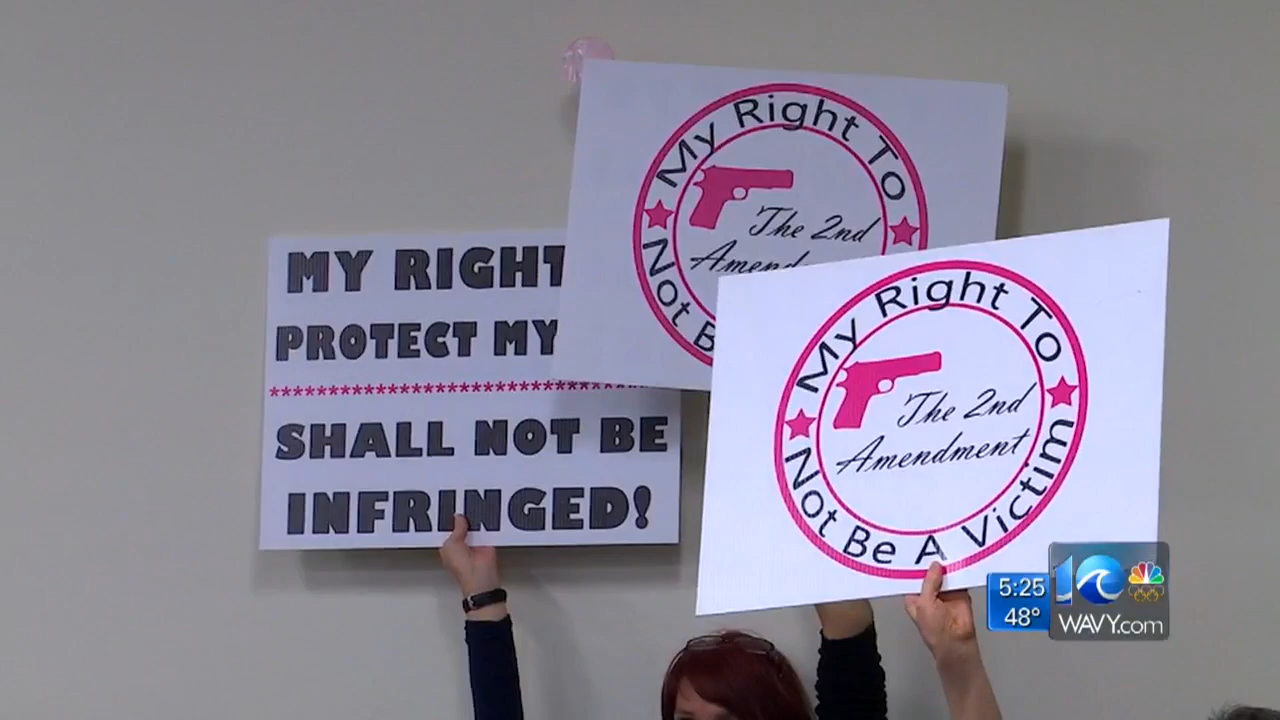 MY RIGHT
PROTECT MY
*******************************
SHALL NOT BE
INFRINGED!
My Right To
The 2nd
Not
My Right To
The 2nd
Amendment
Not Be A Victim
5:25
48°
10
WAVY.com